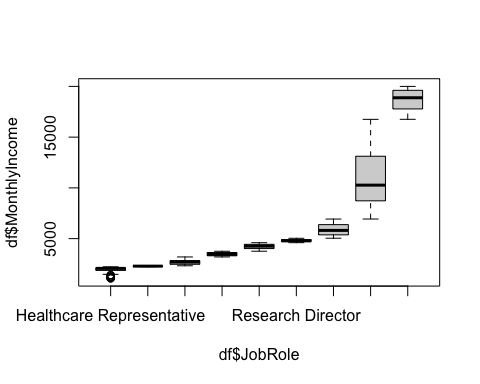 df$MonthlyIncome
15000
5000
Healthcare Representative
Research Director
df$JobRole